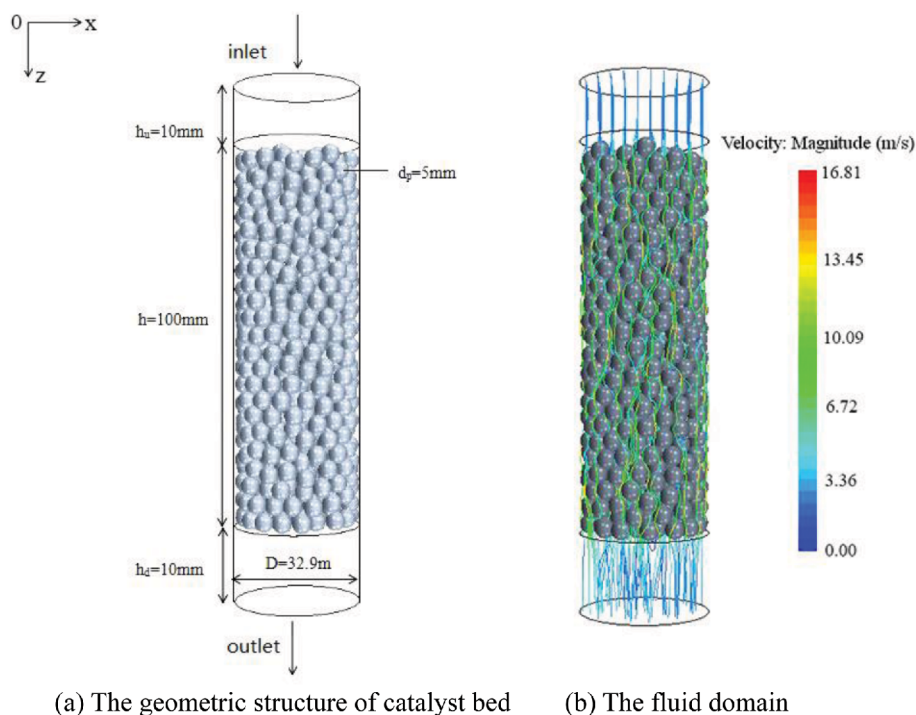 0
x
z
inlet
hu=10mm
dp=5mm
h=100mm
hd=10mm
D=32.9m
outlet
Velocity: Magnitude (m/s)
16.81
13.45
10.09
6.72
3.36
0.00
(a) The geometric structure of catalyst bed
(b) The fluid domain